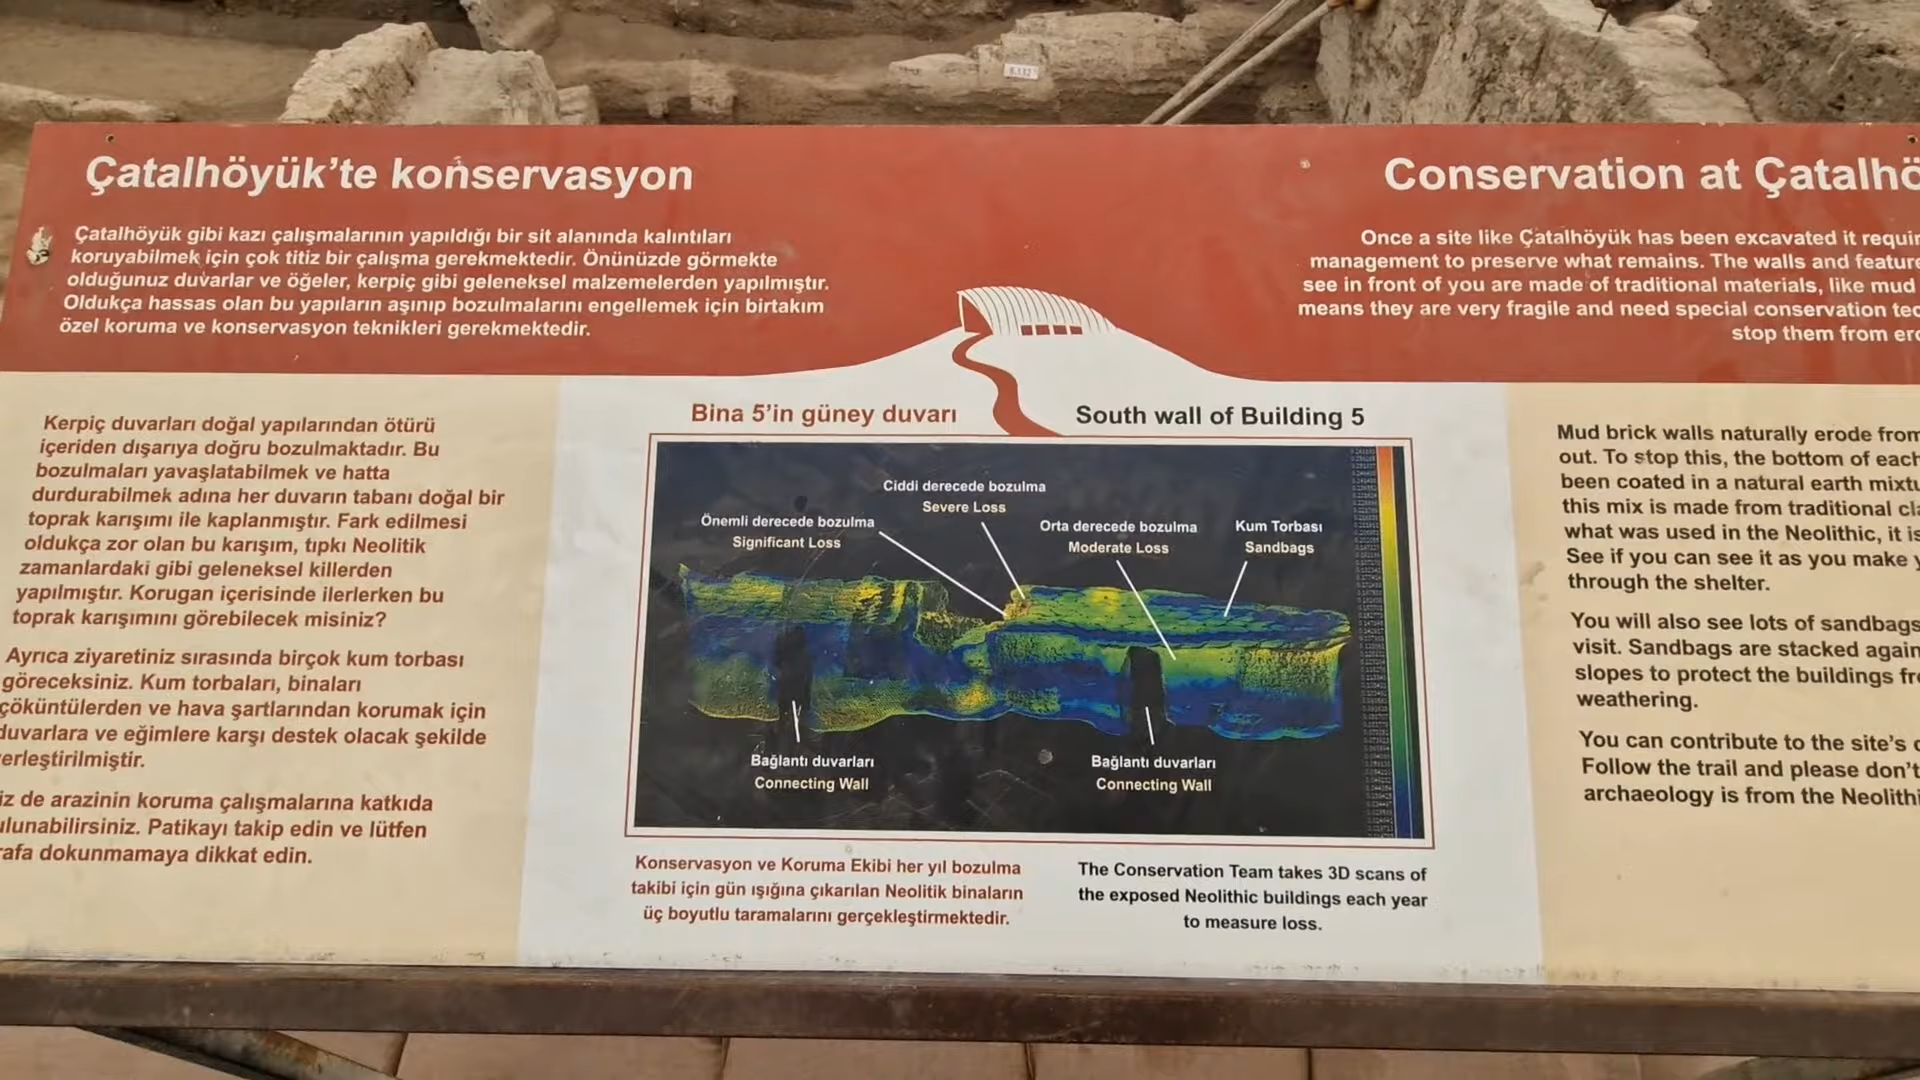 Çatalhöyük'te konservasyon
Çatalhöyük gibi kazı çalışmalarının yapıldığı bir sit alanında kalıntıları
koruyabilmek için çok titiz bir çalışma gerekmektedir. Önünüzde görmekte
olduğunuz duvarlar ve öğeler, kerpiç gibi geleneksel malzemelerden yapılmıştır.
Oldukça hassas olan bu yapıların aşınıp bozulmalarını engellemek için birtakım
özel koruma ve konservasyon teknikleri gerekmektedir.
Conservation at Çatalhö
Once a site like Çatalhöyük has been excavated it requir
management to preserve what remains. The walls and feature
see in front of you are made of traditional materials, like mud
means they are very fragile and need special conservation tec
stop them from ero
Kerpiç duvarları doğal yapılarından ötürü
içeriden dışarıya doğru bozulmaktadır. Bu
bozulmaları yavaşlatabilmek ve hatta
durdurabilmek adına her duvarın tabanı doğal bir
toprak karışımı ile kaplanmıştır. Fark edilmesi
oldukça zor olan bu karışım, tıpkı Neolitik
zamanlardaki gibi geleneksel killerden
yapılmıştır. Korugan içerisinde ilerlerken bu
toprak karışımını görebilecek misiniz?
Ayrıca ziyaretiniz sırasında birçok kum torbası
göreceksiniz. Kum torbaları, binaları
çöküntülerden ve hava şartlarından korumak için
duvarlara ve eğimlere karşı destek olacak şekilde
erleştirilmiştir.
iz de arazinin koruma çalışmalarına katkıda
ulunabilirsiniz. Patikayı takip edin ve lütfen
rafa dokunmamaya dikkat edin.
Bina 5'in güney duvarı
South wall of Building 5
Ciddi derecede bozulma
Severe Loss
Önemli derecede bozulma
Significant Loss
Orta derecede bozulma
Moderate Loss
Kum Torbası
Sandbags
Bağlantı duvarları
Connecting Wall
Bağlantı duvarları
Connecting Wall
Konservasyon ve Koruma Ekibi her yıl bozulma
takibi için gün ışığına çıkarılan Neolitik binaların
üç boyutlu taramalarını gerçekleştirmektedir.
The Conservation Team takes 3D scans of
the exposed Neolithic buildings each year
to measure loss.
Mud brick walls naturally erode from
out. To stop this, the bottom of each
been coated in a natural earth mixtu
this mix is made from traditional cla
what was used in the Neolithic, it is
See if you can see it as you make y
through the shelter.
You will also see lots of sandbags
visit. Sandbags are stacked again
slopes to protect the buildings fr
weathering.
You can contribute to the site's c
Follow the trail and please don't
archaeology is from the Neolithi